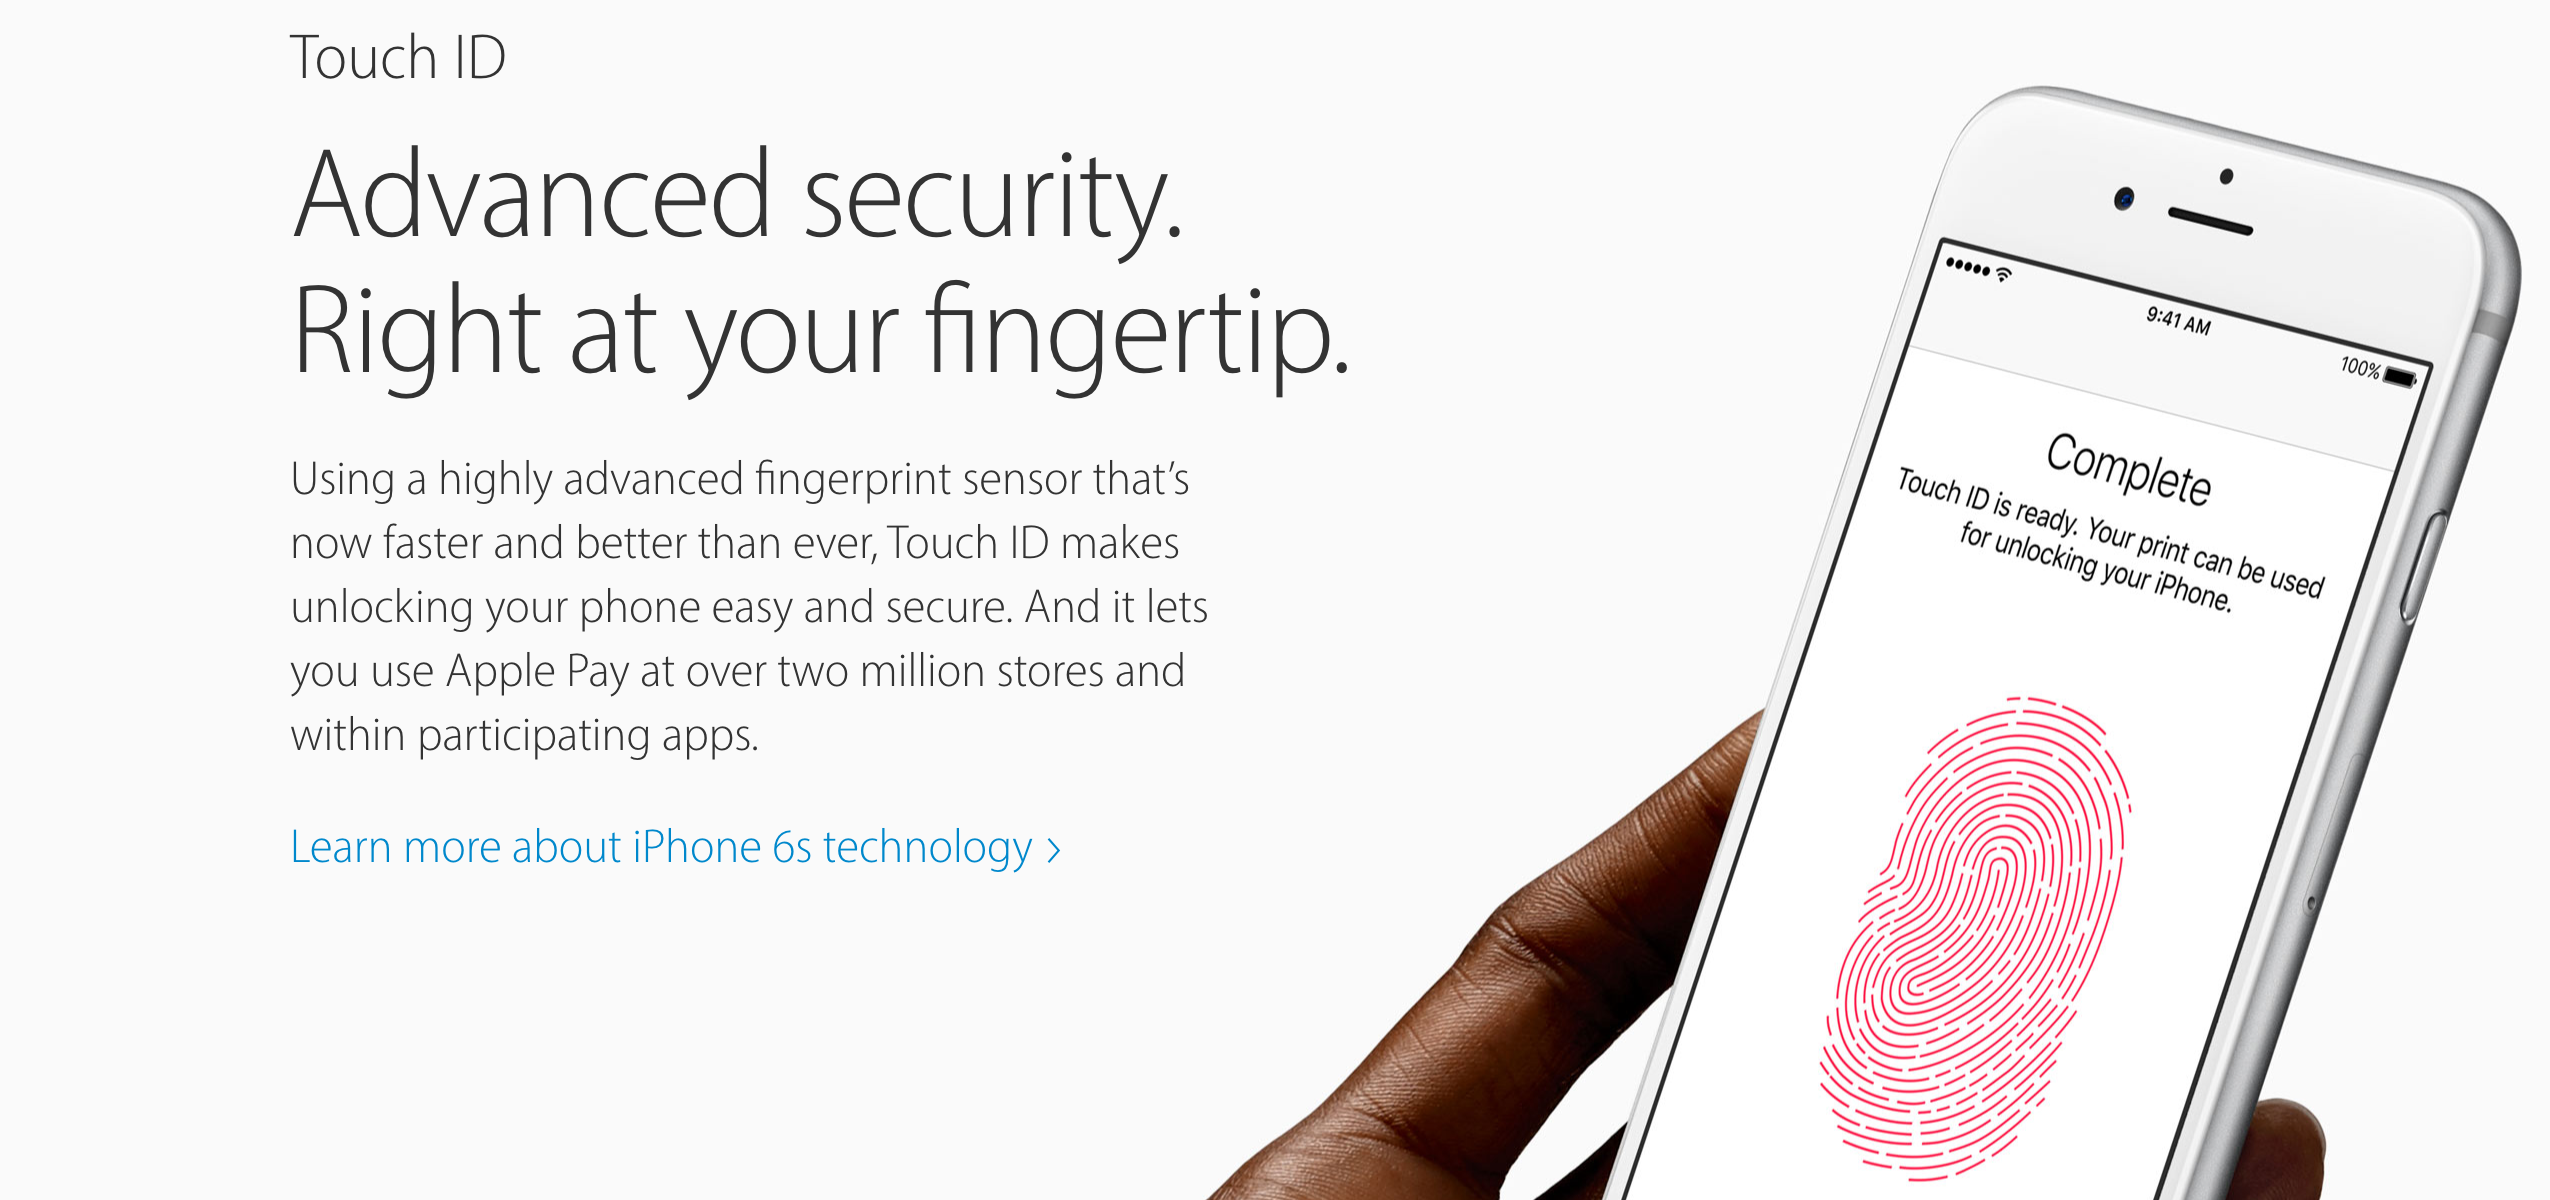 Touch ID
Advanced security.
Right at your fingertip.
Using a highly advanced fingerprint sensor that’s
now faster and better than ever, Touch ID makes
unlocking your phone easy and secure. And it lets
you use Apple Pay at over two million stores and
within participating apps.
Learn more about iPhone 6s technology >
9:41 AM
100%
Complete
Touch ID is ready. Your print can be used
for unlocking your iPhone.